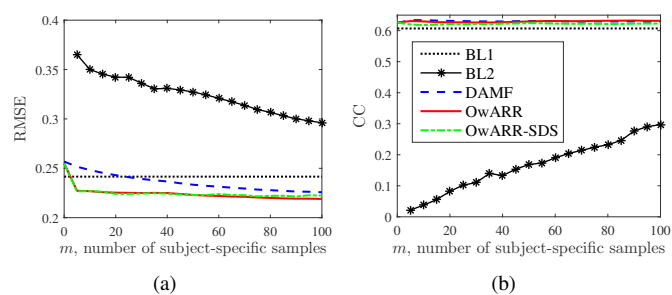 RMSE
0.4
0.35
0.3
0.25
0.2
0 20 40 60 80 100
m, number of subject-specific samples
(a)
CC
0.6
0.5
0.4
0.3
0.2
0.1
0
0 20 40 60 80 100
m, number of subject-specific samples
BL1
BL2
DAMF
OwARR
OwARR-SDS
(b)